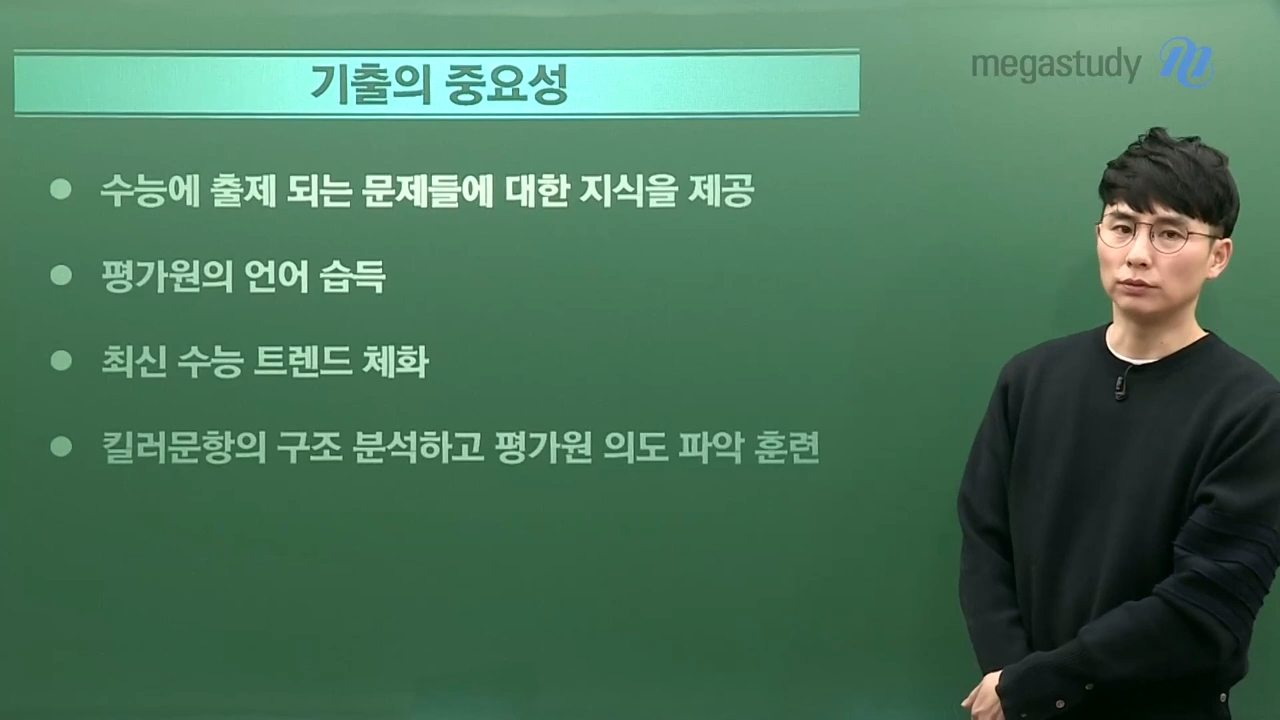 기출의 중요성
megastudy
수능에 출제 되는 문제들에 대한 지식을 제공
평가원의 언어 습득
최신 수능 트렌드 체화
킬러문항의 구조 분석하고 평가원 의도 파악 훈련